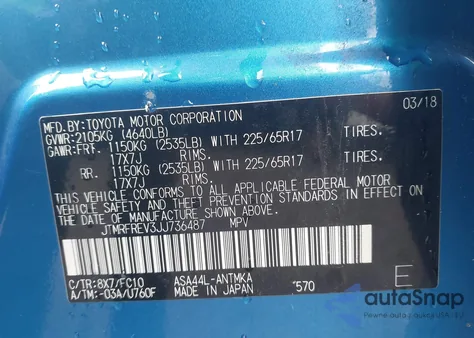 MFD.BY:TOYOTA MOTOR CORPORATION 03/18
GVWR:2105KG (4640LB)
GAWR:FRT. 1150KG (2535LB) WITH 225/65R17 TIRES.
17X7J RIMS.
RR. 1150KG (2535LB) WITH 225/65R17 TIRES.
17X7J RIMS.
THIS VEHICLE CONFORMS TO ALL APPLICABLE FEDERAL MOTOR
VEHICLE SAFETY AND BUMPER STANDARDS IN EFFECT ON
THE DATE OF MANUFACTURE SHOWN ABOVE.
JTMRFREV3JJ736487 MPV
C/TR:8X7/FC10 ASA44L-ANTMKA E
A/TM:-03A/U760F MADE IN JAPAN *570
autoSnap